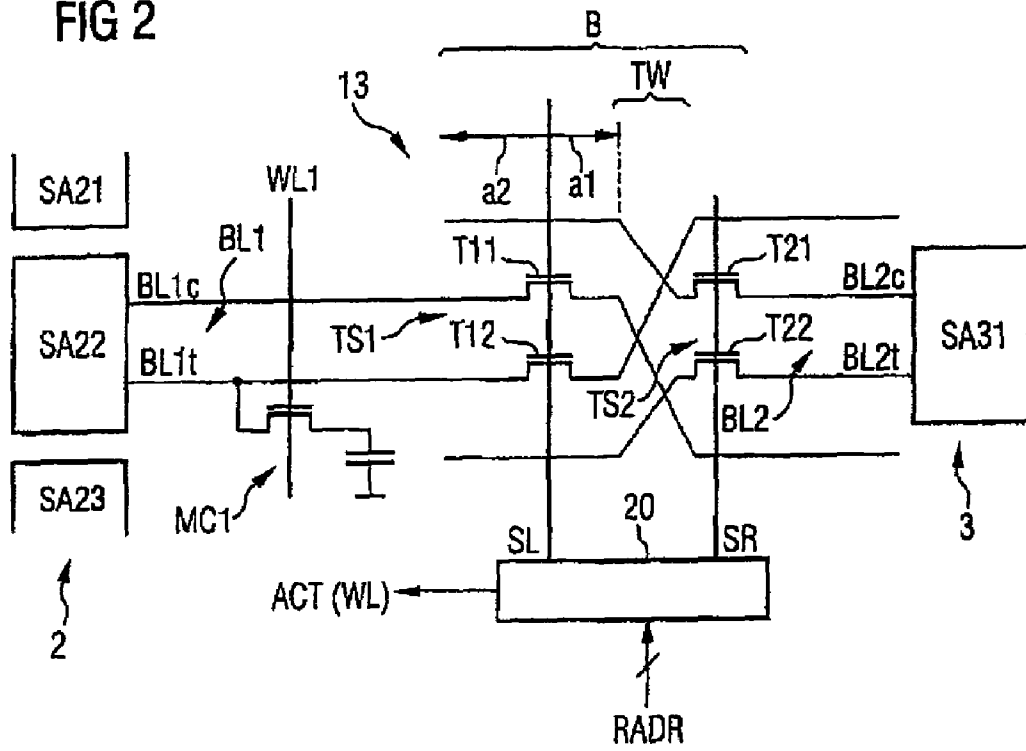 FIG 2
B
TW
13
a2
a1
SA21
WL1
BL1
T11
T21
BL1c
BL2c
SA22
TS1
SA31
BL1t
T12
T22
BL2t
TS2
BL2
SA23
MC1
3
SL
20
SR
ACT (WL)
2
RADR